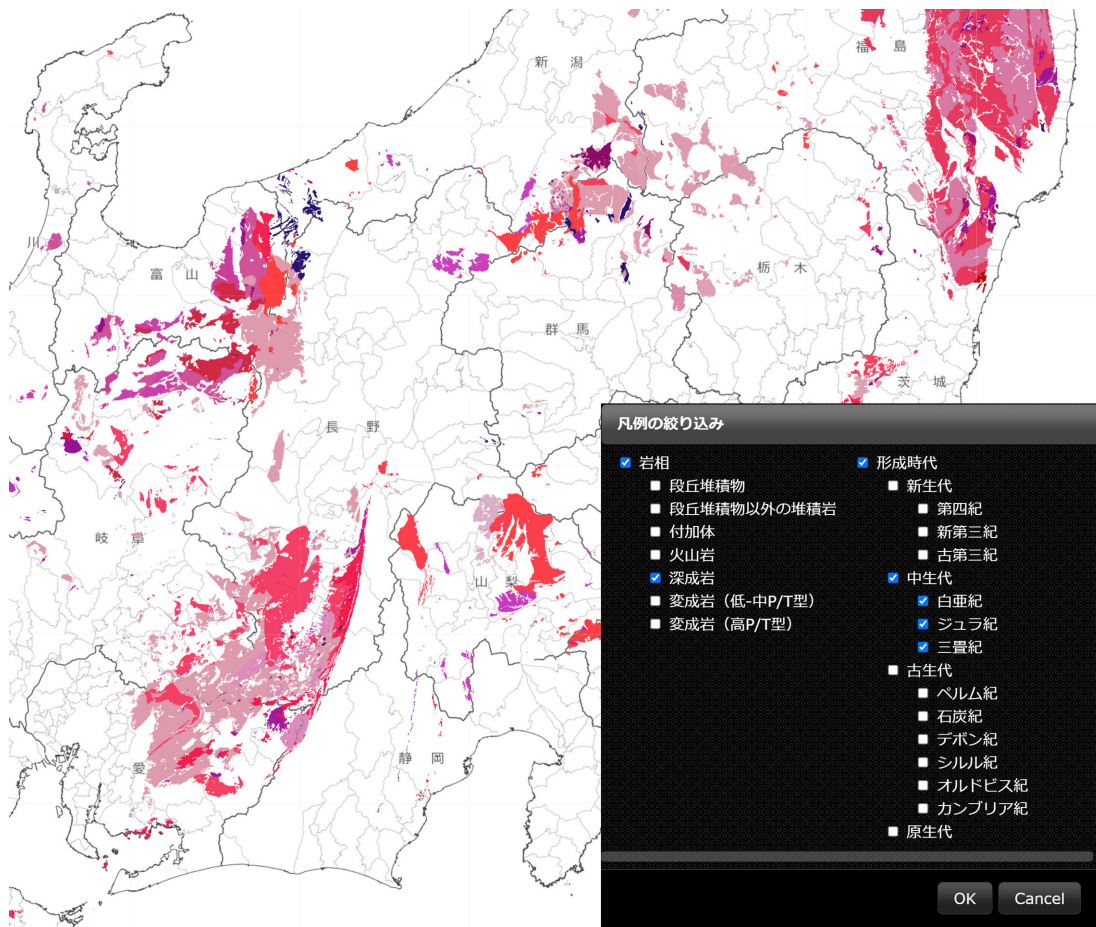 福 島
新 潟
川
富 山
栃 木
群 馬
茨 城
長 野
岐 阜
山 梨
静 岡
愛
凡例の絞り込み
岩相
段丘堆積物
段丘堆積物以外の堆積岩
付加体
火山岩
深成岩
変成岩（低-中P/T型）
変成岩（高P/T型）
形成時代
新生代
第四紀
新第三紀
古第三紀
中生代
白亜紀
ジュラ紀
三畳紀
古生代
ペルム紀
石炭紀
デボン紀
シルル紀
オルドビス紀
カンブリア紀
原生代
OK
Cancel